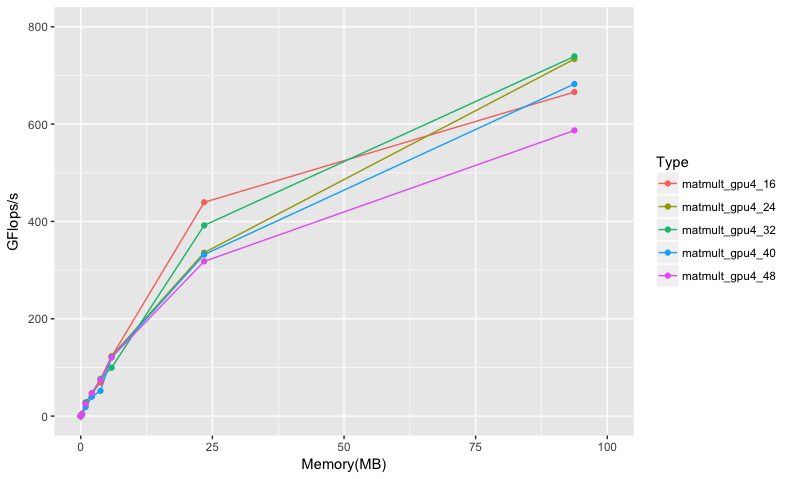 800
600
400
200
0
GFlops/s
0
25
50
75
100
Memory(MB)
Type
matmult_gpu4_16
matmult_gpu4_24
matmult_gpu4_32
matmult_gpu4_40
matmult_gpu4_48